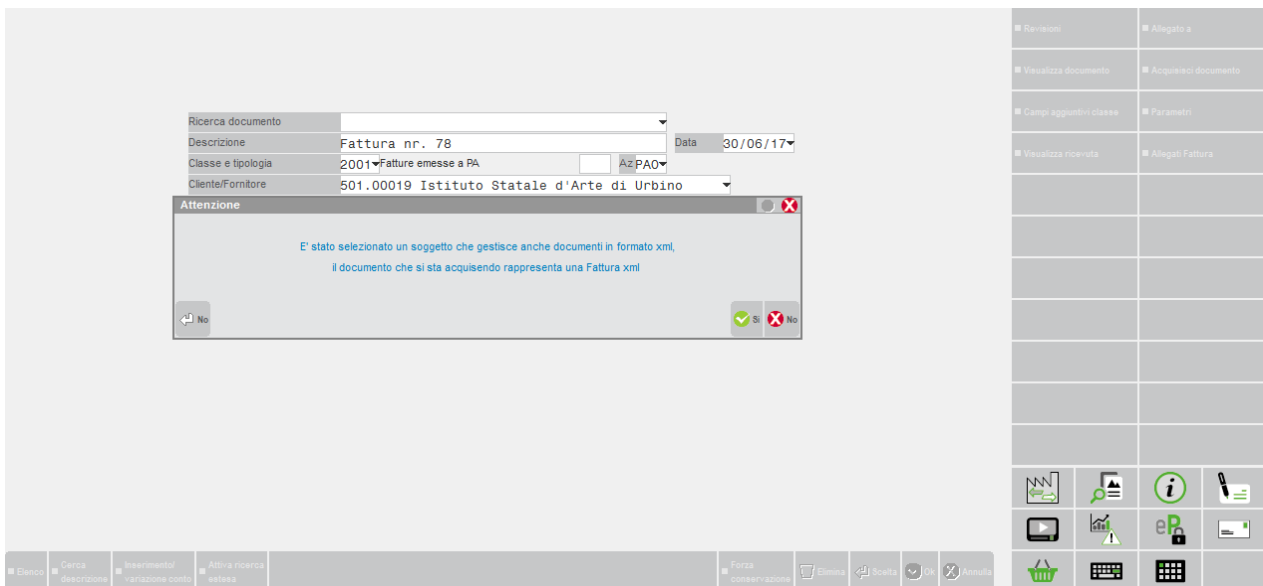 Revisioni
Allegato a
Visualizza documento
Acquisisci documento
Campi aggiuntivi classe
Parametri
Visualizza ricevuta
Allegati Fattura
Ricerca documento
Descrizione Fattura nr. 78 Data 30/06/17
Classe e tipologia 2001 Fatture emesse a PA Az PA0
Cliente/Fornitore 501.00019 Istituto Statale d'Arte di Urbino
Attenzione
E' stato selezionato un soggetto che gestisce anche documenti in formato xml,
il documento che si sta acquisendo rappresenta una Fattura xml
No
Si
No
Elenco
Cerca
descrizione
Inserimento/
variazione conto
Attiva ricerca
estesa
Forza
conservazione
Elimina
Scelta
Ok
Annulla